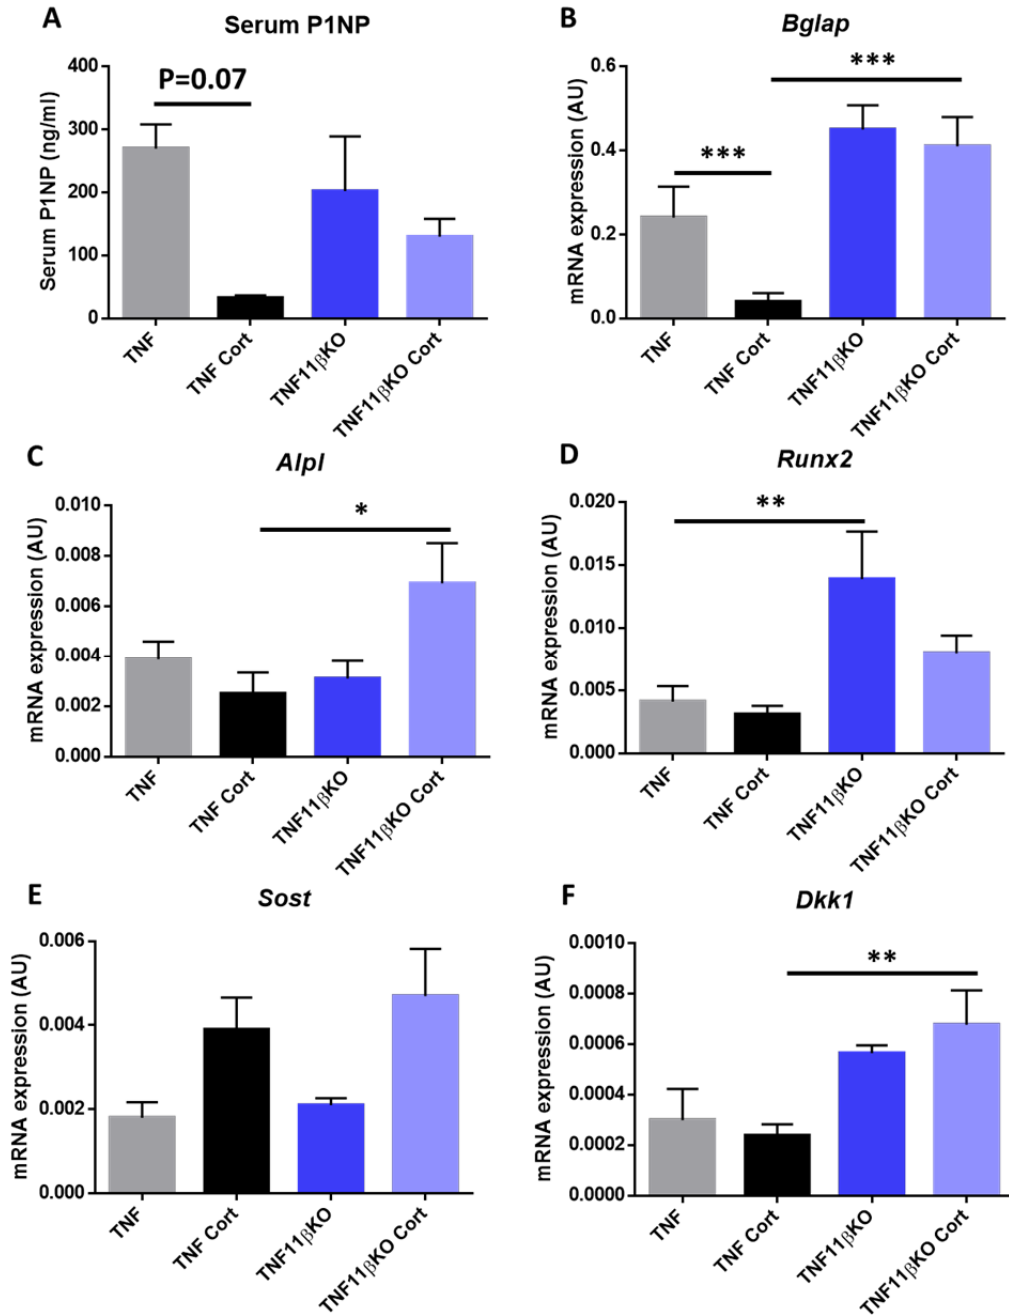 A
Serum P1NP
Serum P1NP (ng/ml)
400
300
200
100
0
P=0.07
TNF
TNF Cort
TNF11βKO
TNF11βKO Cort
B
Bglap
mRNA expression (AU)
0.6
0.4
0.2
0.0
***
***
TNF
TNF Cort
TNF11βKO
TNF11βKO Cort
C
Alpl
mRNA expression (AU)
0.010
0.008
0.006
0.004
0.002
0.000
*
TNF
TNF Cort
TNF11βKO
TNF11βKO Cort
D
Runx2
mRNA expression (AU)
0.020
0.015
0.010
0.005
0.000
**
TNF
TNF Cort
TNF11βKO
TNF11βKO Cort
E
Sost
mRNA expression (AU)
0.006
0.004
0.002
0.000
TNF
TNF Cort
TNF11βKO
TNF11βKO Cort
F
Dkk1
mRNA expression (AU)
0.0010
0.0008
0.0006
0.0004
0.0002
0.0000
**
TNF
TNF Cort
TNF11βKO
TNF11βKO Cort